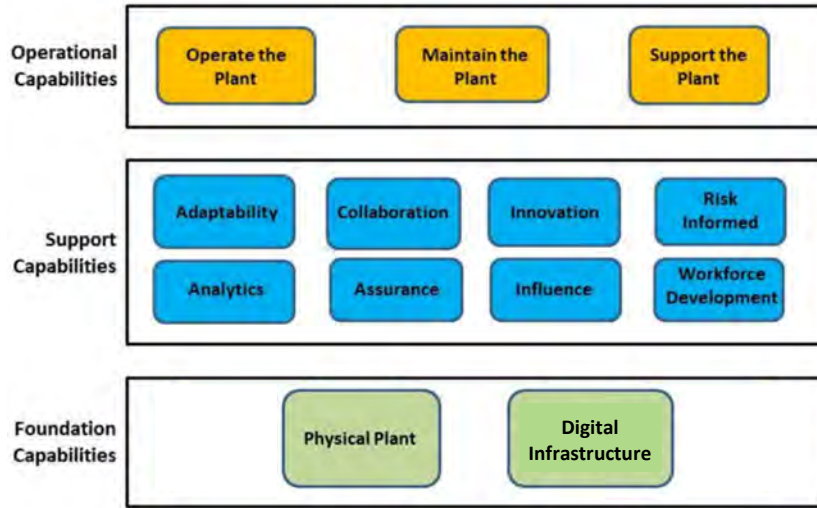 Operational
Capabilities
Operate the
Plant
Maintain the
Plant
Support the
Plant
Support
Capabilities
Adaptability
Collaboration
Innovation
Risk
Informed
Analytics
Assurance
Influence
Workforce
Development
Foundation
Capabilities
Physical Plant
Digital
Infrastructure